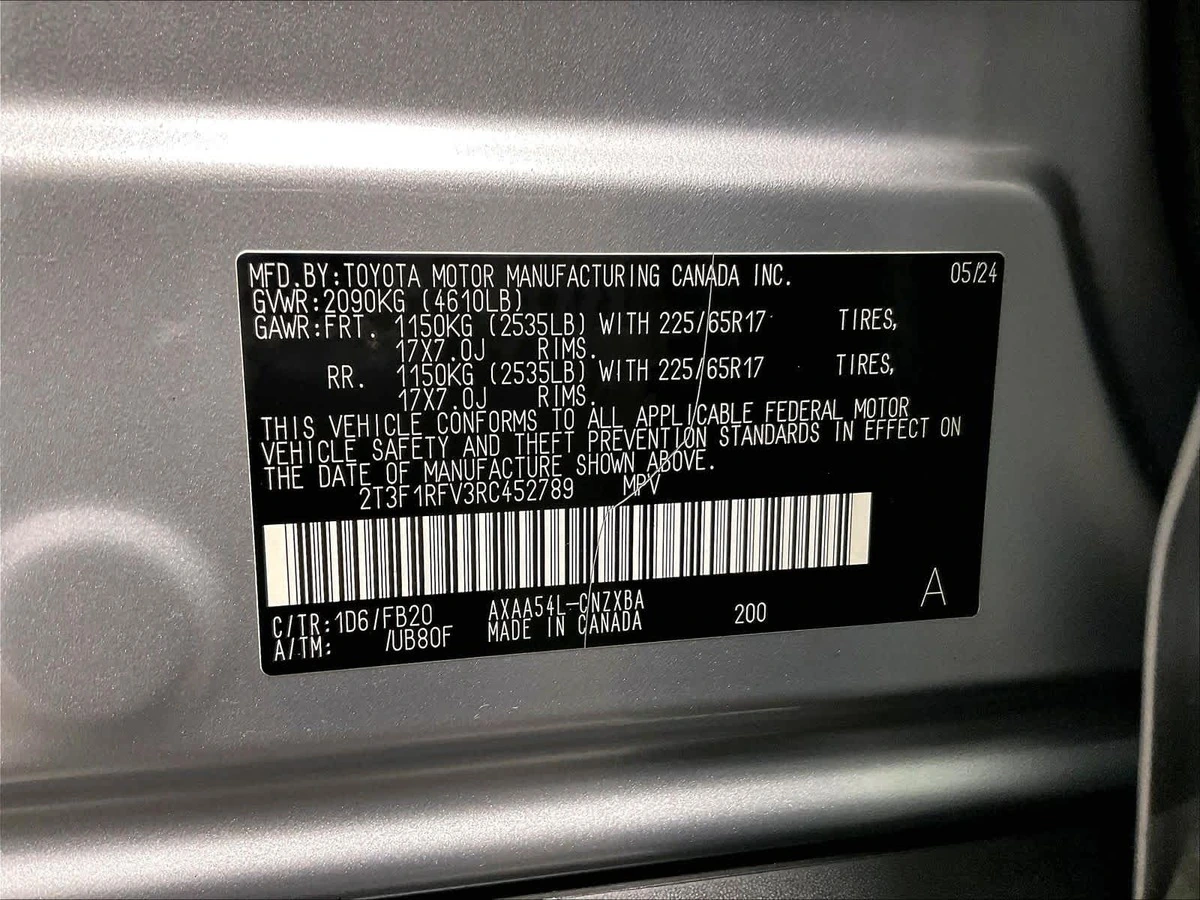 MFD.BY:TOYOTA MOTOR MANUFACTURING CANADA INC. 05/24
GVWR:2090KG (4610LB)
GAWR:FRT. 1150KG (2535LB) WITH 225/65R17 TIRES,
17X7.0J RIMS.
RR. 1150KG (2535LB) WITH 225/65R17 TIRES,
17X7.0J RIMS.
THIS VEHICLE CONFORMS TO ALL APPLICABLE FEDERAL MOTOR
VEHICLE SAFETY AND THEFT PREVENTION STANDARDS IN EFFECT ON
THE DATE OF MANUFACTURE SHOWN ABOVE.
2T3F1RFV3RC452789 MPV
C/TR:1D6/FB20 AXAA54L-CNZXBA 200 A
A/TM: /UB80F MADE IN CANADA